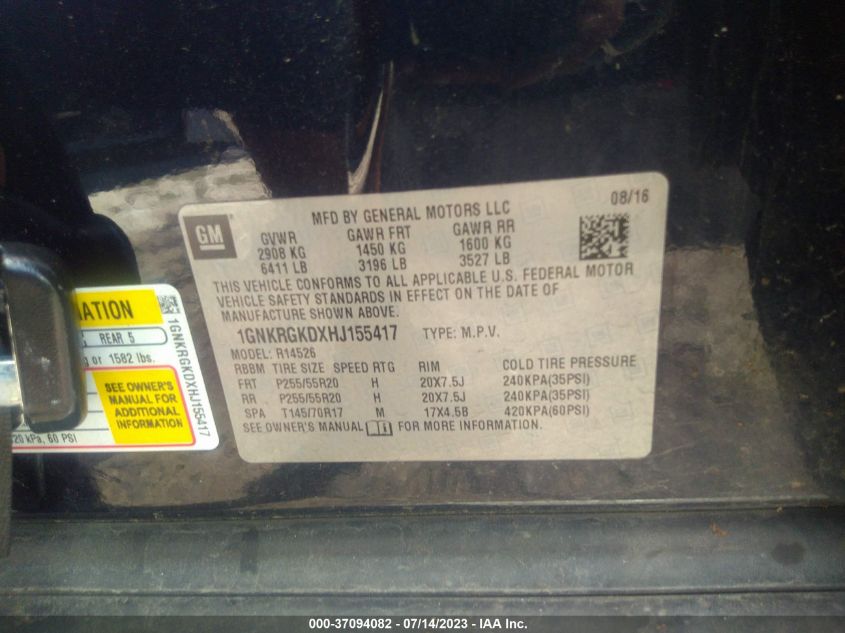 GM
MFD BY GENERAL MOTORS LLC
08/16
GVWR GAWR FRT GAWR RR
2908 KG 1450 KG 1600 KG
6411 LB 3196 LB 3527 LB
THIS VEHICLE CONFORMS TO ALL APPLICABLE U.S. FEDERAL MOTOR
VEHICLE SAFETY STANDARDS IN EFFECT ON THE DATE OF
MANUFACTURE SHOWN ABOVE.
1GNKRGKDXHJ155417 TYPE: M.P.V.
MODEL: R14526
RBBM TIRE SIZE SPEED RTG RIM COLD TIRE PRESSURE
FRT P255/55R20 H 20X7.5J 240KPA(35PSI)
RR P255/55R20 H 20X7.5J 240KPA(35PSI)
SPA T145/70R17 M 17X4.5B 420KPA(60PSI)
SEE OWNER'S MANUAL FOR MORE INFORMATION.
MATION
REAR 5
or 1582 lbs.
SEE OWNER'S
MANUAL FOR
ADDITIONAL
INFORMATION
20 kPa, 60 PSI
1GNKRGKDXHJ155417
000-37094082 - 07/14/2023 - IAA Inc.